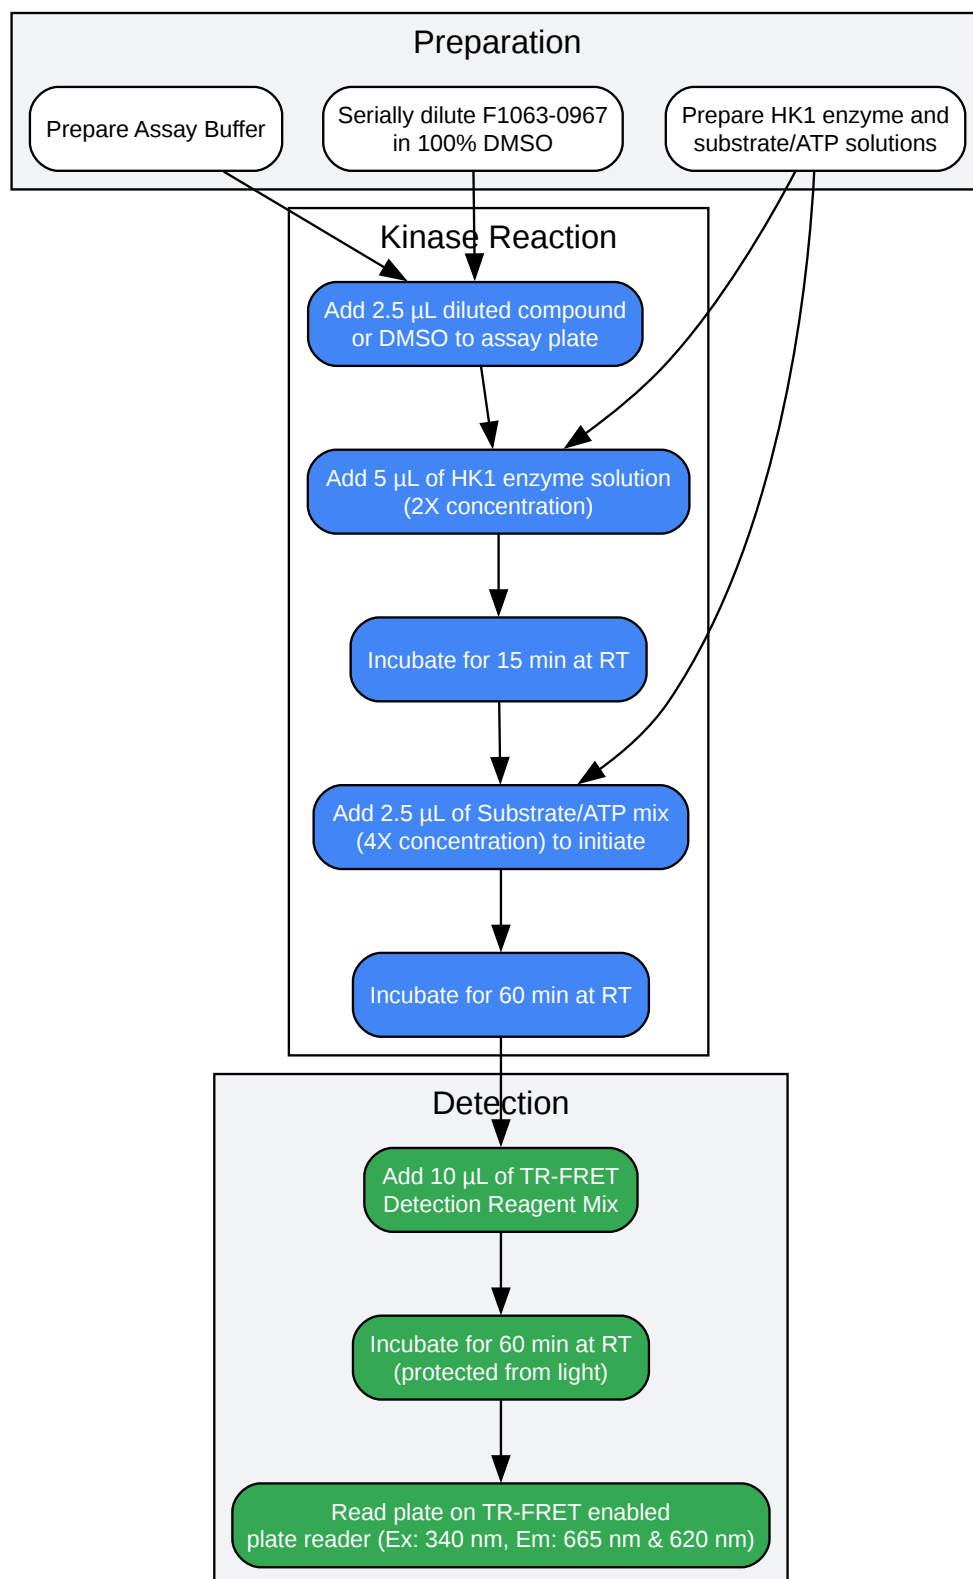 Preparation
Prepare Assay Buffer
Serially dilute F1063-0967
in 100% DMSO
Prepare HK1 enzyme and
substrate/ATP solutions
Kinase Reaction
Add 2.5 µL diluted compound
or DMSO to assay plate
Add 5 µL of HK1 enzyme solution
(2X concentration)
Incubate for 15 min at RT
Add 2.5 µL of Substrate/ATP mix
(4X concentration) to initiate
Incubate for 60 min at RT
Detection
Add 10 µL of TR-FRET
Detection Reagent Mix
Incubate for 60 min at RT
(protected from light)
Read plate on TR-FRET enabled
plate reader (Ex: 340 nm, Em: 665 nm & 620 nm)